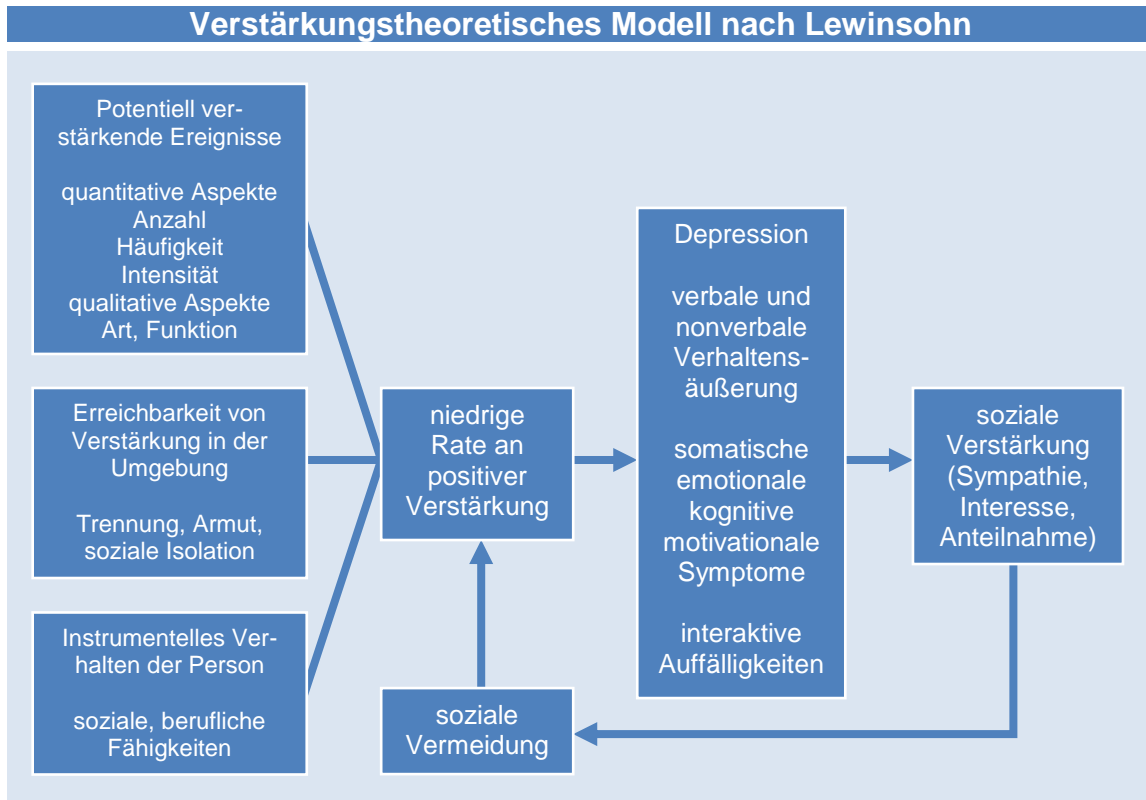 Verstärkungstheoretisches Modell nach Lewinsohn
Potentiell ver-
stärkende Ereignisse
quantitative Aspekte
Anzahl
Häufigkeit
Intensität
qualitative Aspekte
Art, Funktion
Erreichbarkeit von
Verstärkung in der
Umgebung
Trennung, Armut,
soziale Isolation
Instrumentelles Ver-
halten der Person
soziale, berufliche
Fähigkeiten
niedrige
Rate an
positiver
Verstärkung
soziale
Vermeidung
Depression
verbale und
nonverbale
Verhaltens-
äußerung
somatische
emotionale
kognitive
motivationale
Symptome
interaktive
Auffälligkeiten
soziale
Verstärkung
(Sympathie,
Interesse,
Anteilnahme)